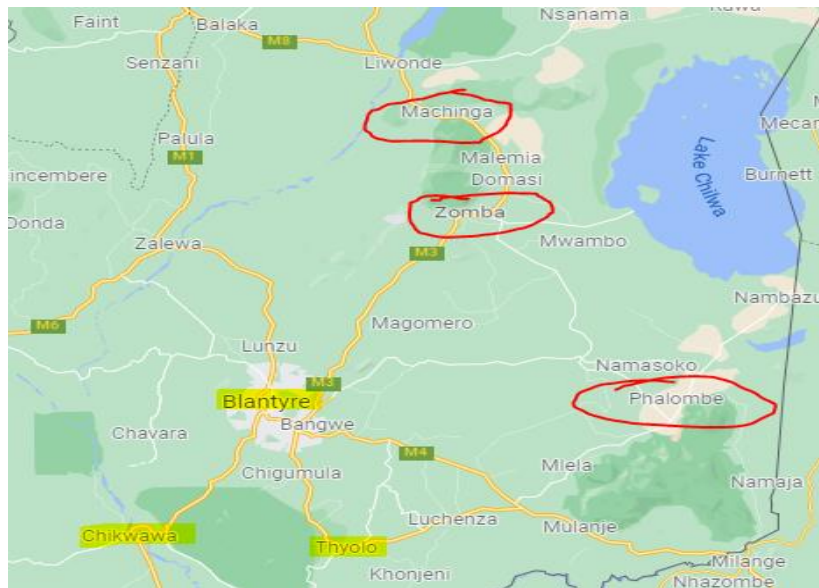 Faint
Balaka
Nsanama
M8
Senzani
Liwonde
Machinga
Palula
M1
Malemia
Domasi
Lake Chilwa
Burnett
incembere
Donda
Zomba
Zalewa
Mwambo
M3
M6
Magomero
Nambazu
Lunzu
M3
Namasoko
Blantyre
Phalombe
Bangwe
Chavara
M4
Chigumula
Mlela
Namaja
Luchenza
Chikwawa
Thyolo
Mulanje
Milange
Khonjeni
Nhazombe